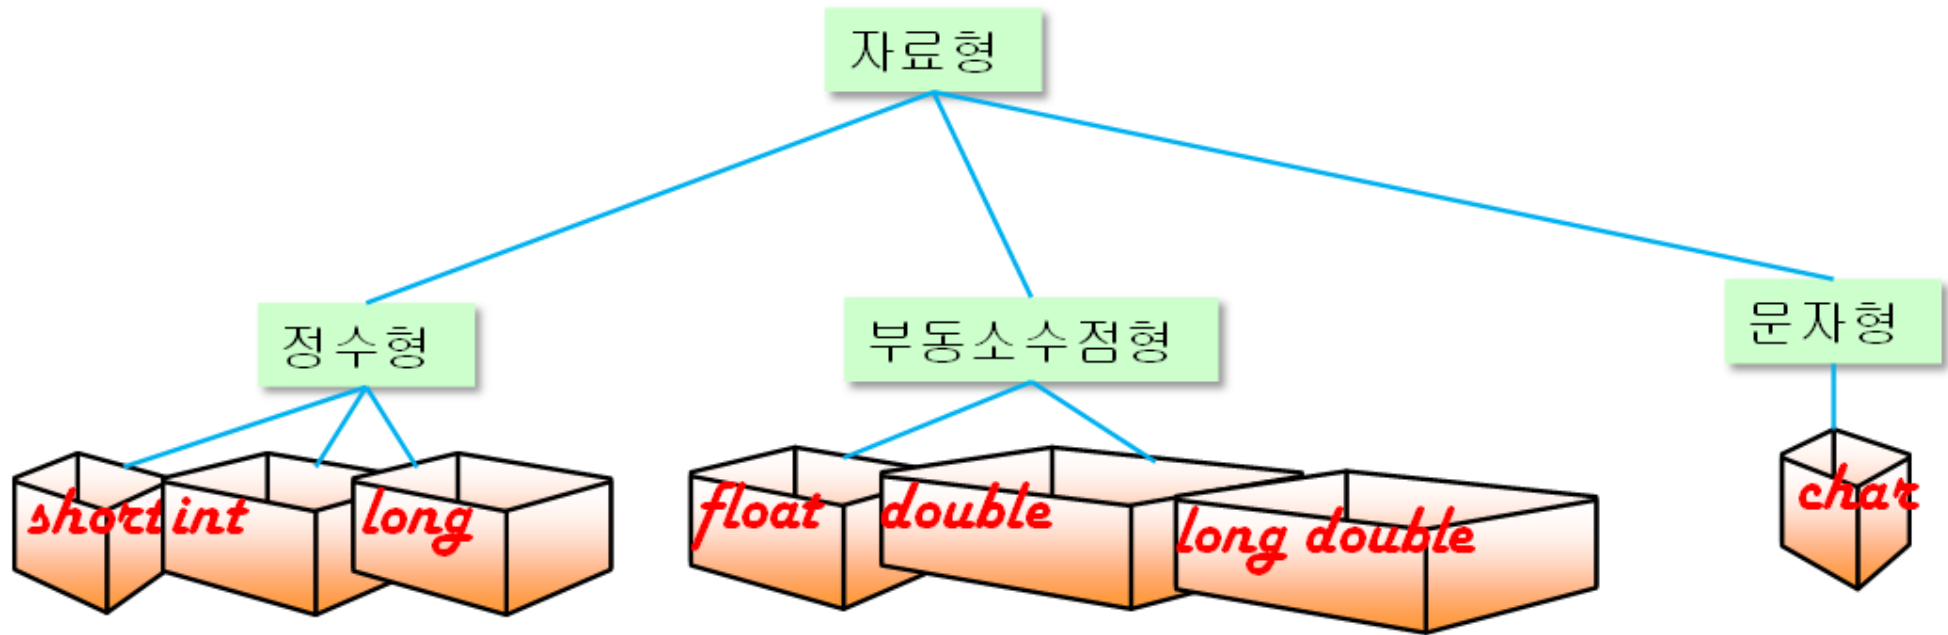 자료형
정수형
부동소수점형
문자형
short
int
long
float
double
long double
char